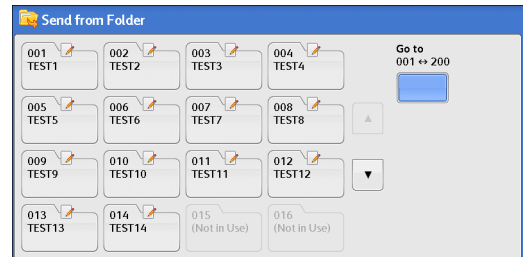 Send from Folder
001
TEST1
002
TEST2
003
TEST3
004
TEST4
Go to
001 ↔ 200
005
TEST5
006
TEST6
007
TEST7
008
TEST8
009
TEST9
010
TEST10
011
TEST11
012
TEST12
013
TEST13
014
TEST14
015
(Not in Use)
016
(Not in Use)